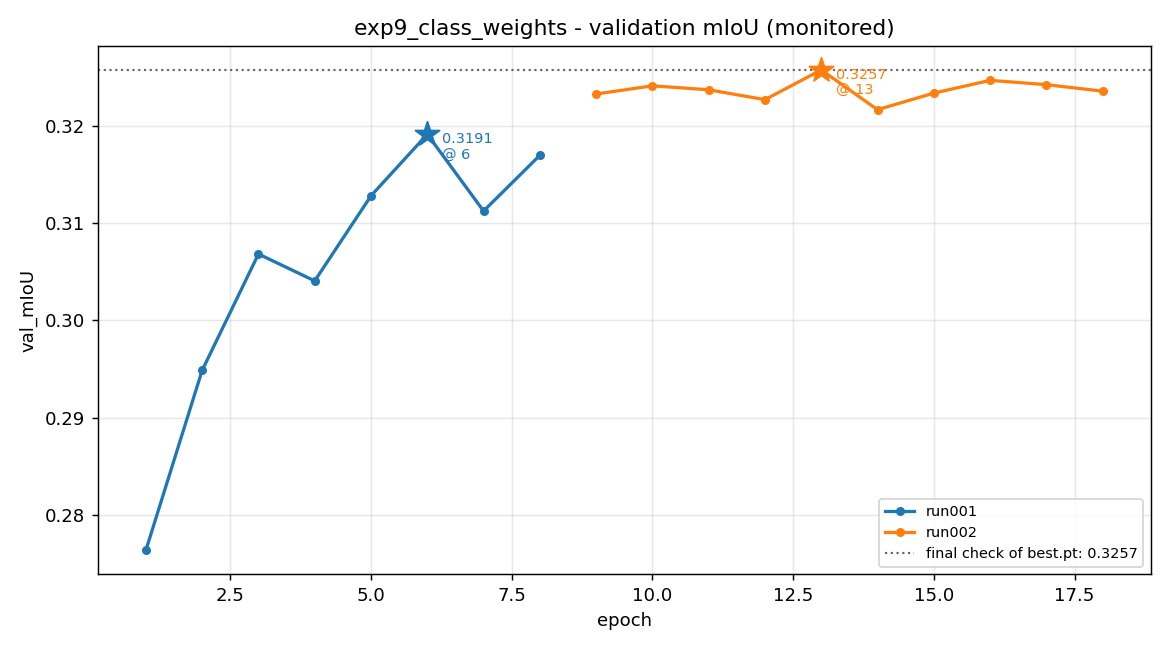 exp9_class_weights - validation mIoU (monitored)
val_mIoU
0.32
0.31
0.30
0.29
0.28
0.3191
@ 6
0.3257
@ 13
run001
run002
final check of best.pt: 0.3257
2.5 5.0 7.5 10.0 12.5 15.0 17.5
epoch